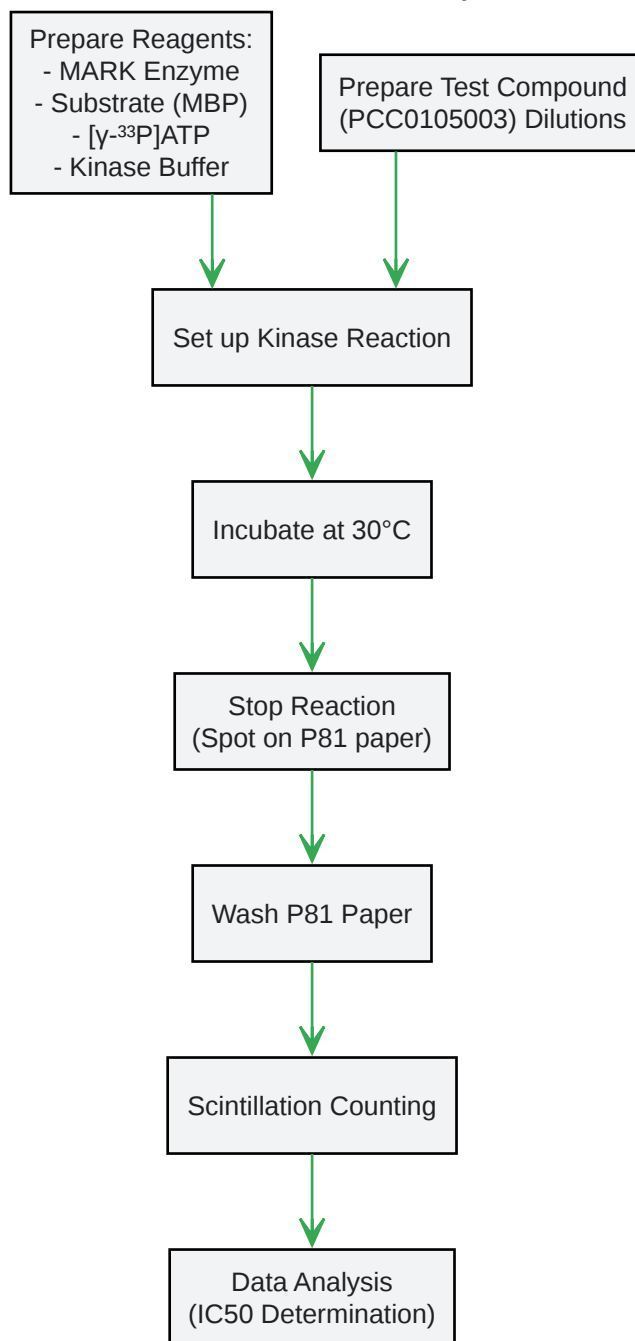 Prepare Reagents:
- MARK Enzyme
- Substrate (MBP)
- [γ-³³P]ATP
- Kinase Buffer
Prepare Test Compound
(PCC0105003) Dilutions
Set up Kinase Reaction
Incubate at 30°C
Stop Reaction
(Spot on P81 paper)
Wash P81 Paper
Scintillation Counting
Data Analysis
(IC50 Determination)